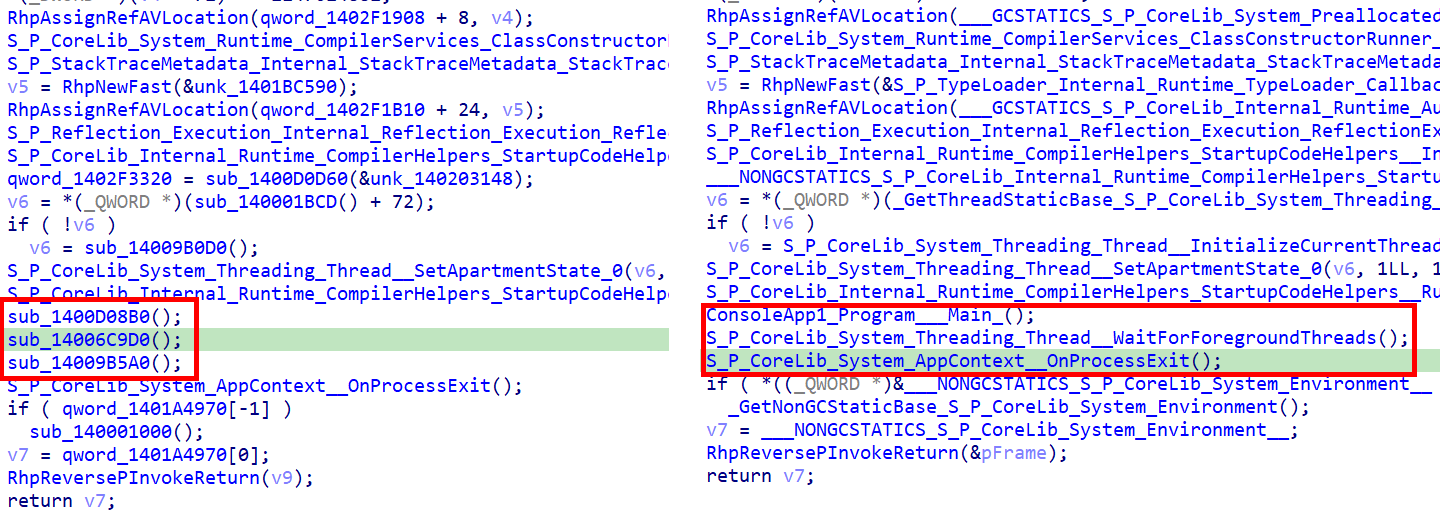 RhpAssignRefAVLocation(qword_1402F1908 + 8, v4);
S_P_CoreLib_System_Runtime_CompilerServices_ClassConstructor
S_P_StackTraceMetadata_Internal_StackTraceMetadata_StackTrac
v5 = RhpNewFast(&unk_1401BC590);
RhpAssignRefAVLocation(qword_1402F1B10 + 24, v5);
S_P_Reflection_Execution_Internal_Reflection_Execution_Refle
S_P_CoreLib_Internal_Runtime_CompilerHelpers_StartupCodeHelp
qword_1402F3320 = sub_1400D0D60(&unk_140203148);
v6 = *(_QWORD *)(sub_140001BCD() + 72);
if ( !v6 )
v6 = sub_14009B0D0();
S_P_CoreLib_System_Threading_Thread__SetApartmentState_0(v6,
S_P_CoreLib_Internal_Runtime_CompilerHelpers_StartupCodeHelp
sub_1400D08B0();
sub_14006C9D0();
sub_14009B5A0();
S_P_CoreLib_System_AppContext__OnProcessExit();
if ( qword_1401A4970[-1] )
sub_140001000();
v7 = qword_1401A4970[0];
RhpReversePInvokeReturn(v9);
return v7;
RhpAssignRefAVLocation(___GCSTATICS_S_P_CoreLib_System_Preallocated
S_P_CoreLib_System_Runtime_CompilerServices_ClassConstructorRunner_
S_P_StackTraceMetadata_Internal_StackTraceMetadata_StackTraceMetada
v5 = RhpNewFast(&S_P_TypeLoader_Internal_Runtime_TypeLoader_Callbac
RhpAssignRefAVLocation(___GCSTATICS_S_P_CoreLib_Internal_Runtime_Au
S_P_Reflection_Execution_Internal_Reflection_Execution_ReflectionEx
S_P_CoreLib_Internal_Runtime_CompilerHelpers_StartupCodeHelpers__In
___NONGCSTATICS_S_P_CoreLib_Internal_Runtime_CompilerHelpers_Startu
v6 = *(_QWORD *)(_GetThreadStaticBase_S_P_CoreLib_System_Threading_
if ( !v6 )
v6 = S_P_CoreLib_System_Threading_Thread__InitializeCurrentThread
S_P_CoreLib_System_Threading_Thread__SetApartmentState_0(v6, 1LL, 1
S_P_CoreLib_Internal_Runtime_CompilerHelpers_StartupCodeHelpers__Ru
ConsoleApp1_Program___Main_();
S_P_CoreLib_System_Threading_Thread__WaitForForegroundThreads();
S_P_CoreLib_System_AppContext__OnProcessExit();
if ( *((_QWORD *)&___NONGCSTATICS_S_P_CoreLib_System_Environment__
_GetNonGCStaticBase_S_P_CoreLib_System_Environment();
v7 = ___NONGCSTATICS_S_P_CoreLib_System_Environment__;
RhpReversePInvokeReturn(&pFrame);
return v7;